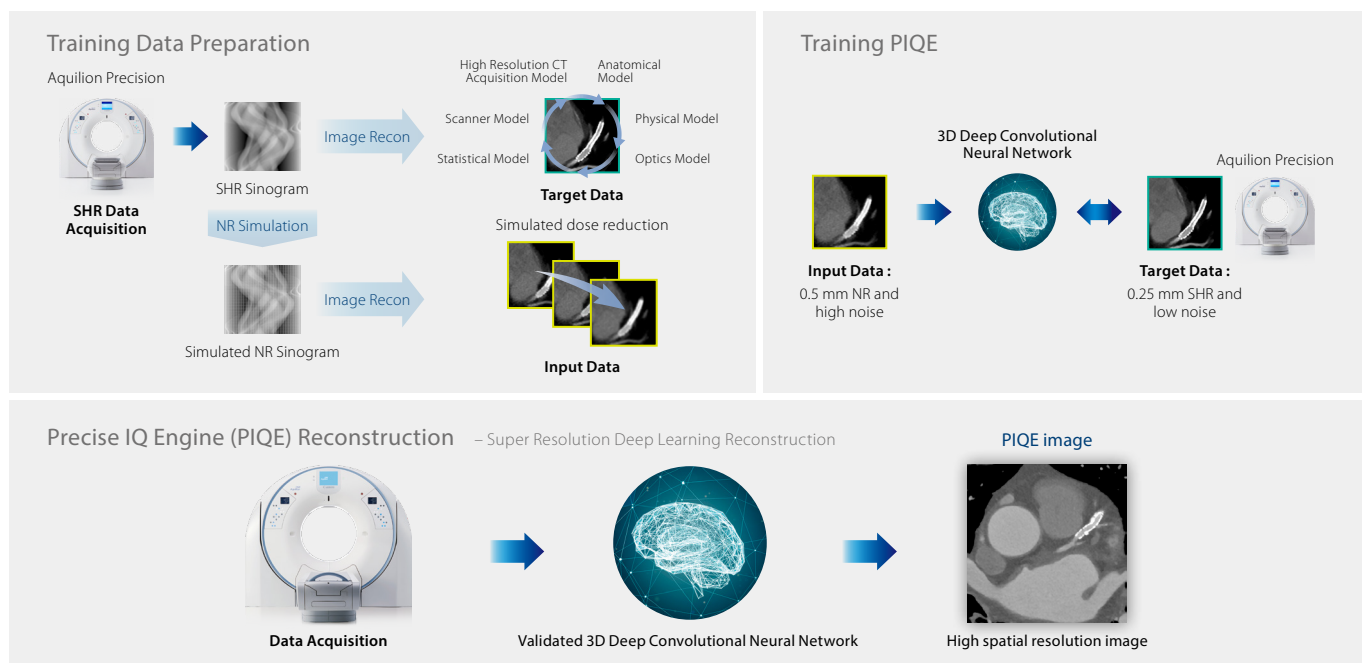 Training Data Preparation
Aquilion Precision
SHR Data
Acquisition
SHR Sinogram
NR Simulation
Simulated NR Sinogram
Image Recon
Image Recon
High Resolution CT
Acquisition Model
Anatomical
Model
Scanner Model
Physical Model
Statistical Model
Optics Model
Target Data
Simulated dose reduction
Input Data
Training PIQE
3D Deep Convolutional
Neural Network
Aquilion Precision
Input Data :
0.5 mm NR and
high noise
Target Data :
0.25 mm SHR and
low noise
Precise IQ Engine (PIQE) Reconstruction – Super Resolution Deep Learning Reconstruction
PIQE image
Data Acquisition
Validated 3D Deep Convolutional Neural Network
High spatial resolution image